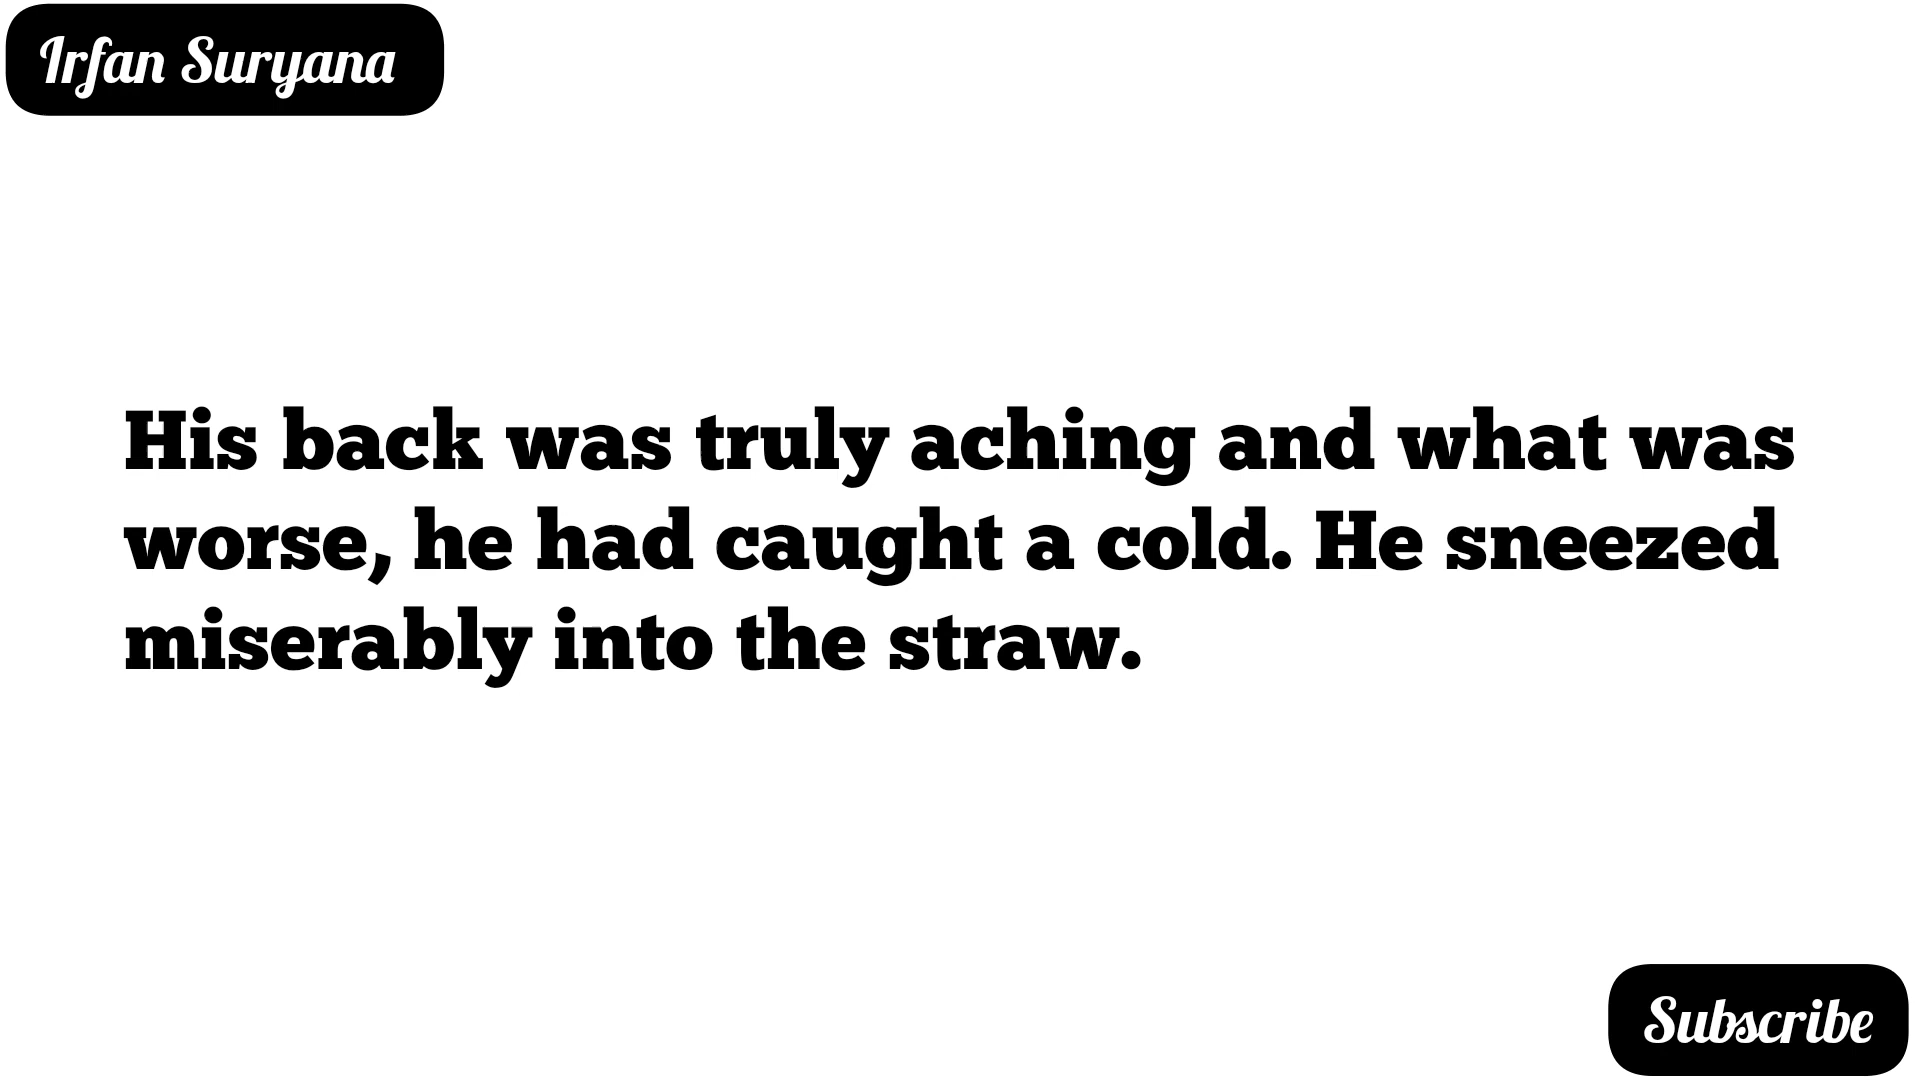 Irfan Suryana
His back was truly aching and what was
worse, he had caught a cold. He sneezed
miserably into the straw.
Subscribe